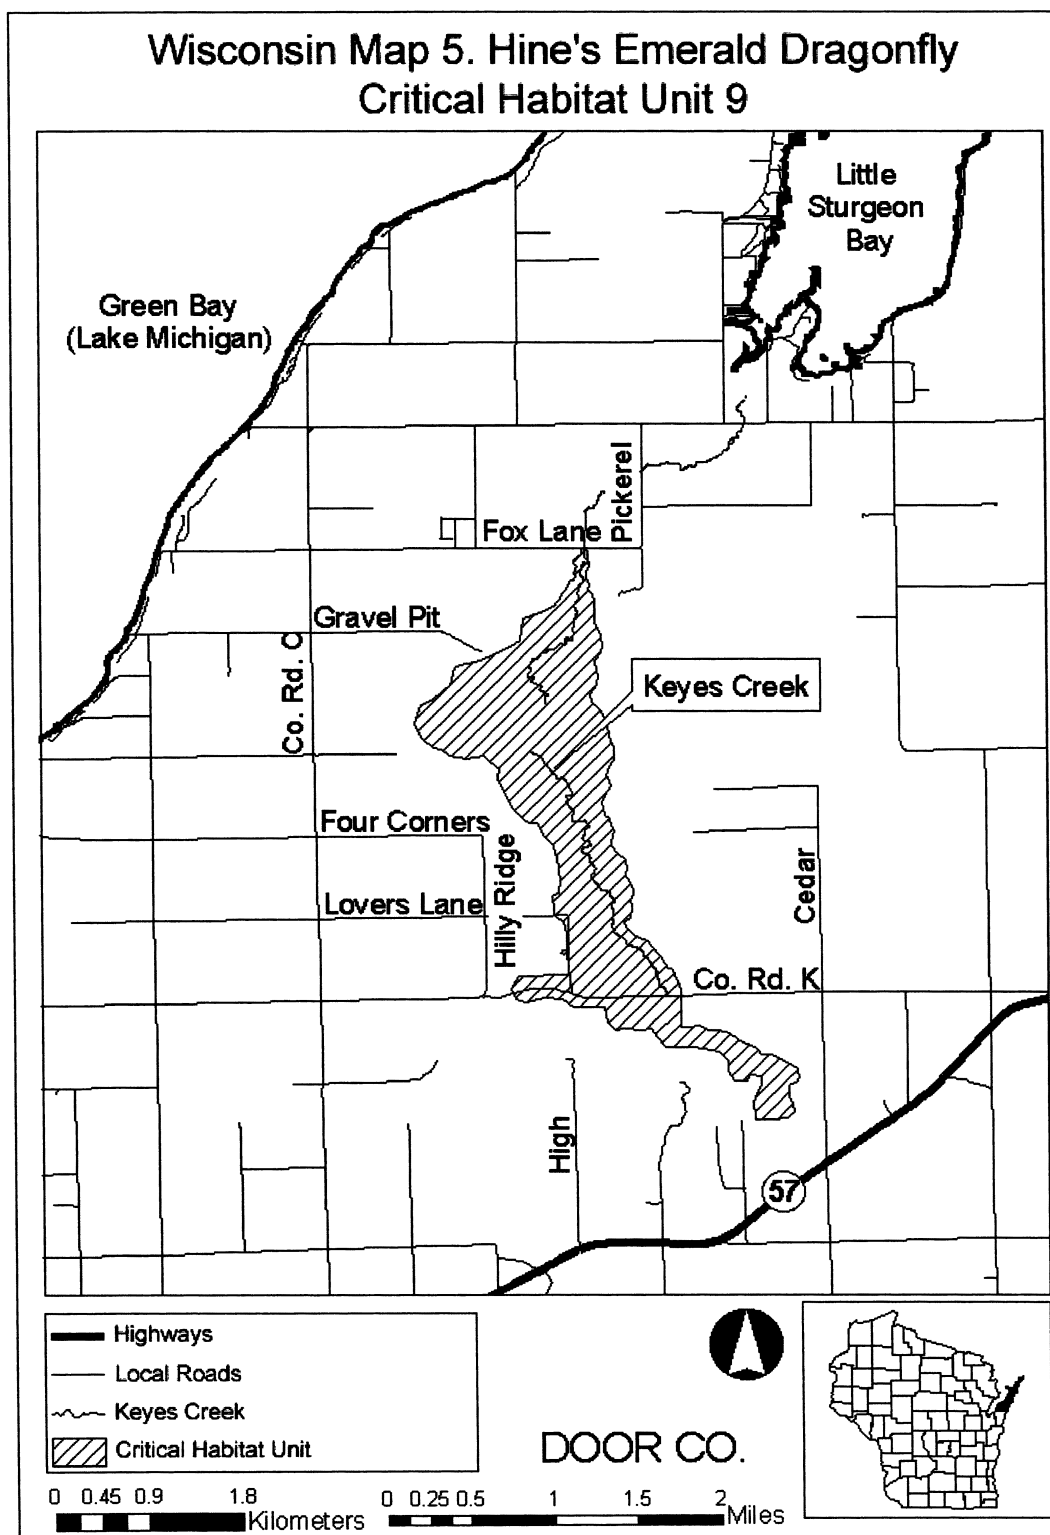 Wisconsin Map 5. Hine's Emerald Dragonfly
Critical Habitat Unit 9
Little
Sturgeon
Bay
Green Bay
(Lake Michigan)
Pickerel
Fox Lane
Gravel Pit
Co. Rd. C
Keyes Creek
Four Corners
Hilly Ridge
Cedar
Lovers Lane
Co. Rd. K
High
57
Highways
Local Roads
Keyes Creek
Critical Habitat Unit
DOOR CO.
0 0.45 0.9 1.8
Kilometers
0 0.25 0.5 1 1.5 2
Miles